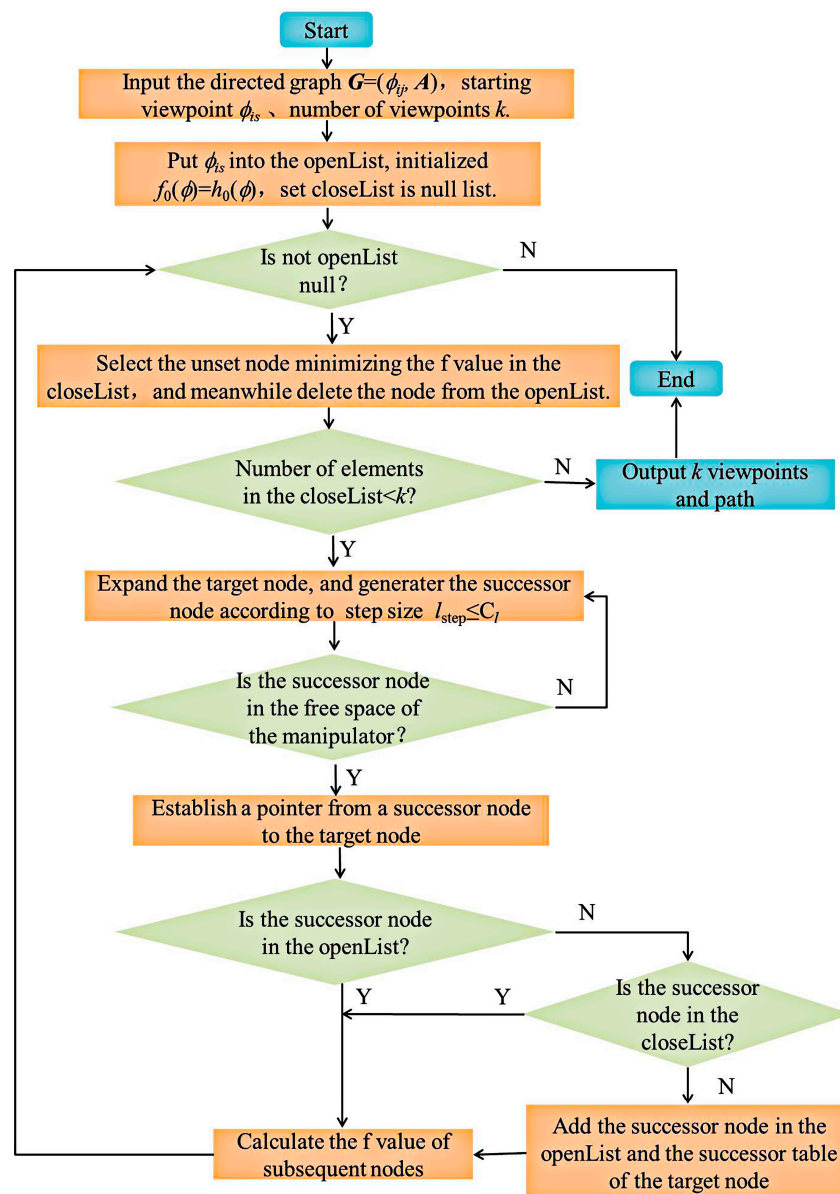 Start
Input the directed graph G=(ϕij, A)，starting
viewpoint ϕis 、number of viewpoints k.
Put ϕis into the openList, initialized
f0(ϕ)=h0(ϕ)，set closeList is null list.
Is not openList
null？
N
Y
Select the unset node minimizing the f value in the
closeList，and meanwhile delete the node from the openList.
End
Number of elements
in the closeList<k?
N
Output k viewpoints
and path
Y
Expand the target node, and generater the successor
node according to step size lstep≤Cl
Is the successor node
in the free space of
the manipulator？
N
Y
Establish a pointer from a successor node
to the target node
Is the successor node
in the openList?
N
Y
Y
Is the successor
node in the
closeList?
N
Calculate the f value of
subsequent nodes
Add the successor node in the
openList and the successor table
of the target node